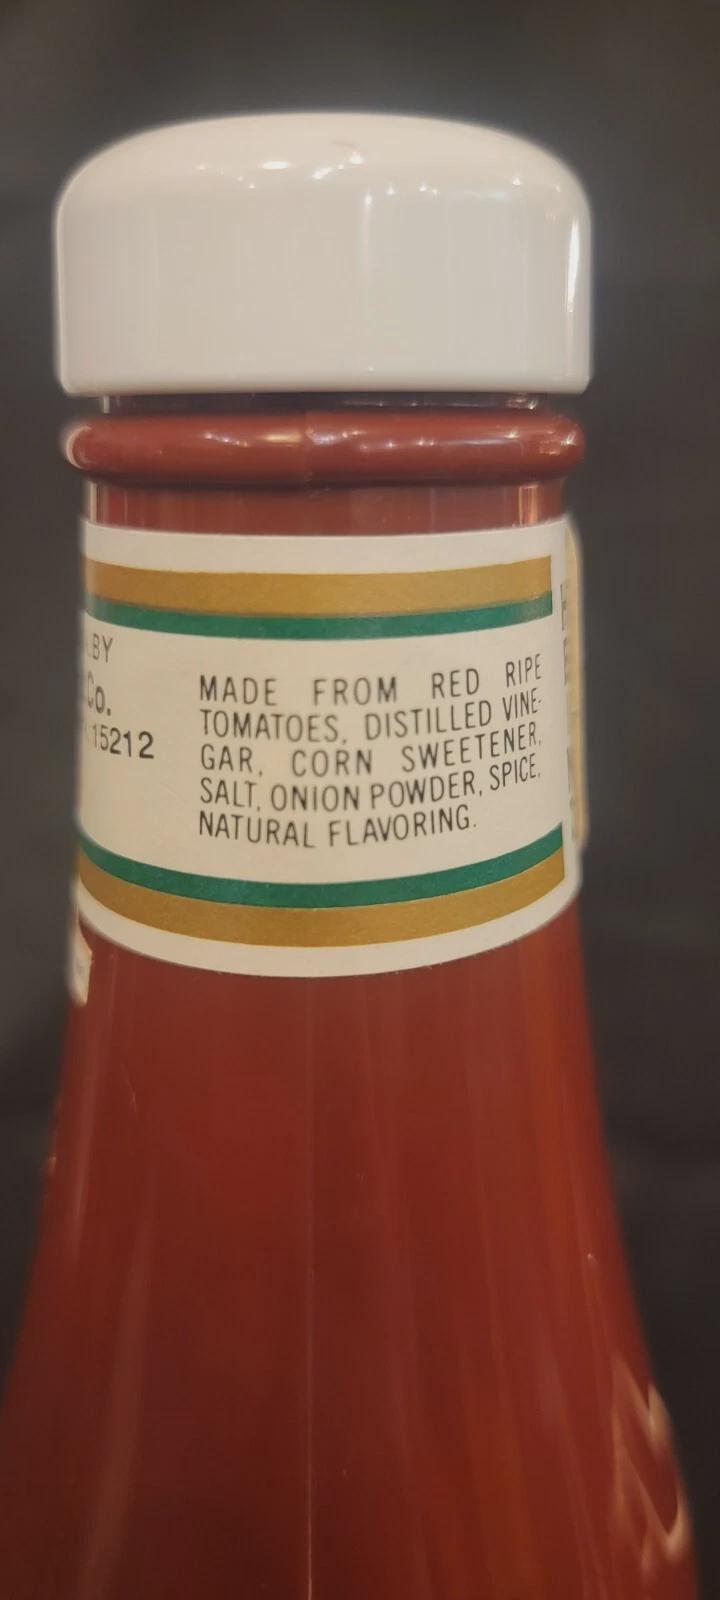 BY
Co.
15212
MADE FROM RED RIPE
TOMATOES, DISTILLED VINE-
GAR, CORN SWEETENER,
SALT, ONION POWDER, SPICE,
NATURAL FLAVORING.